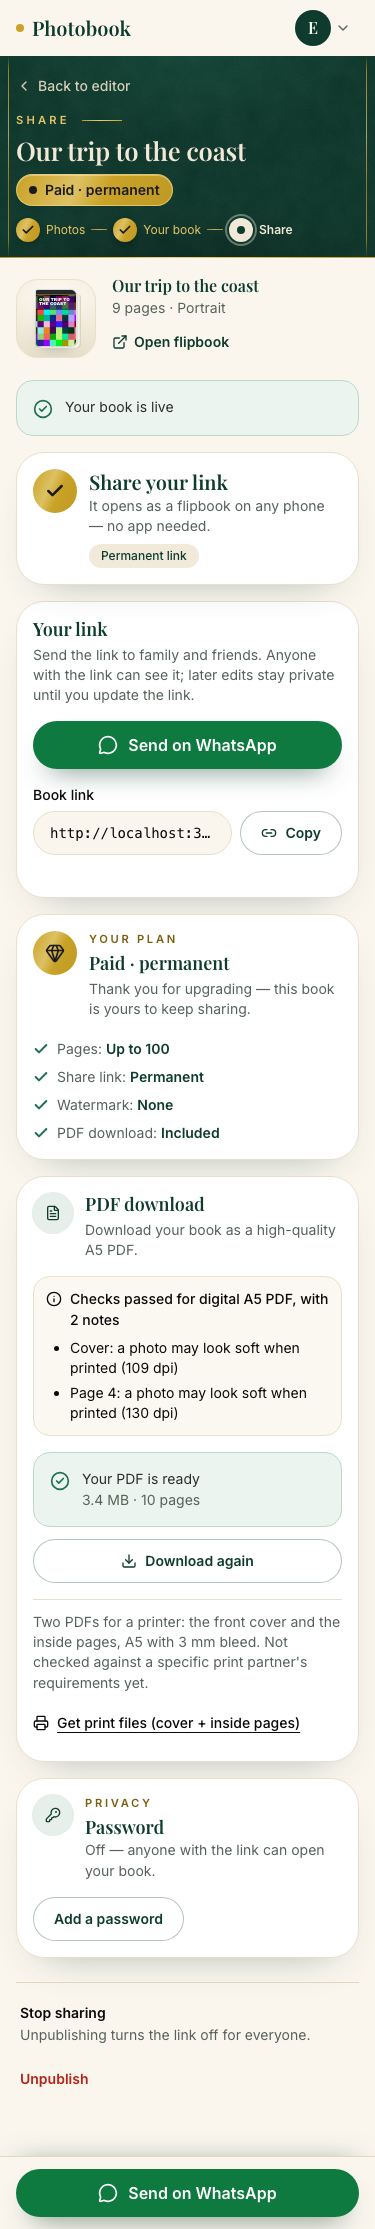 Photobook
E
Back to editor
SHARE
Our trip to the coast
Paid · permanent
Photos
Your book
Share
OUR TRIP TO
THE COAST
Our trip to the coast
9 pages · Portrait
Open flipbook
Your book is live
Share your link
It opens as a flipbook on any phone
— no app needed.
Permanent link
Your link
Send the link to family and friends. Anyone
with the link can see it; later edits stay private
until you update the link.
Send on WhatsApp
Book link
http://localhost:3…
Copy
YOUR PLAN
Paid · permanent
Thank you for upgrading — this book
is yours to keep sharing.
Pages: Up to 100
Share link: Permanent
Watermark: None
PDF download: Included
PDF download
Download your book as a high-quality
A5 PDF.
Checks passed for digital A5 PDF, with
2 notes
• Cover: a photo may look soft when
printed (109 dpi)
• Page 4: a photo may look soft when
printed (130 dpi)
Your PDF is ready
3.4 MB · 10 pages
Download again
Two PDFs for a printer: the front cover and the
inside pages, A5 with 3 mm bleed. Not
checked against a specific print partner's
requirements yet.
Get print files (cover + inside pages)
PRIVACY
Password
Off — anyone with the link can open
your book.
Add a password
Stop sharing
Unpublishing turns the link off for everyone.
Unpublish
Send on WhatsApp